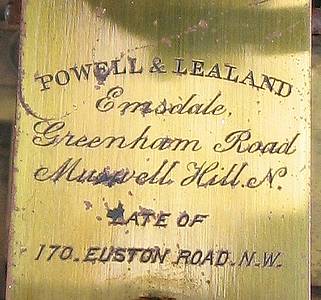 POWELL & LEALAND
Emsdale,
Greenham Road
Muswell Hill. N.
LATE OF
170. EUSTON ROAD. N.W.